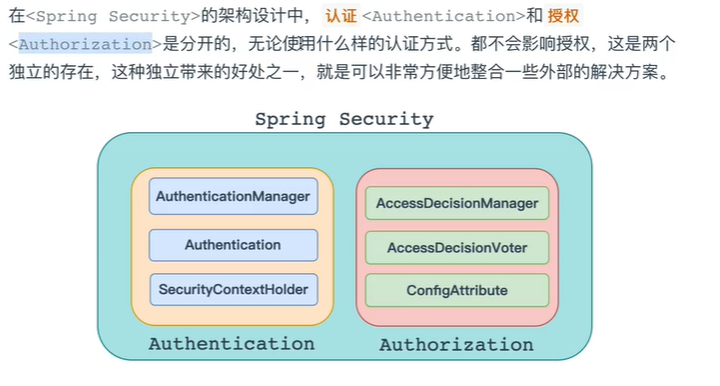 在<Spring Security>的架构设计中，认证<Authentication>和 授权
<Authorization>是分开的，无论使用什么样的认证方式。都不会影响授权，这是两个
独立的存在，这种独立带来的好处之一，就是可以非常方便地整合一些外部的解决方案。
Spring Security
AuthenticationManager
Authentication
SecurityContextHolder
Authentication
AccessDecisionManager
AccessDecisionVoter
ConfigAttribute
Authorization